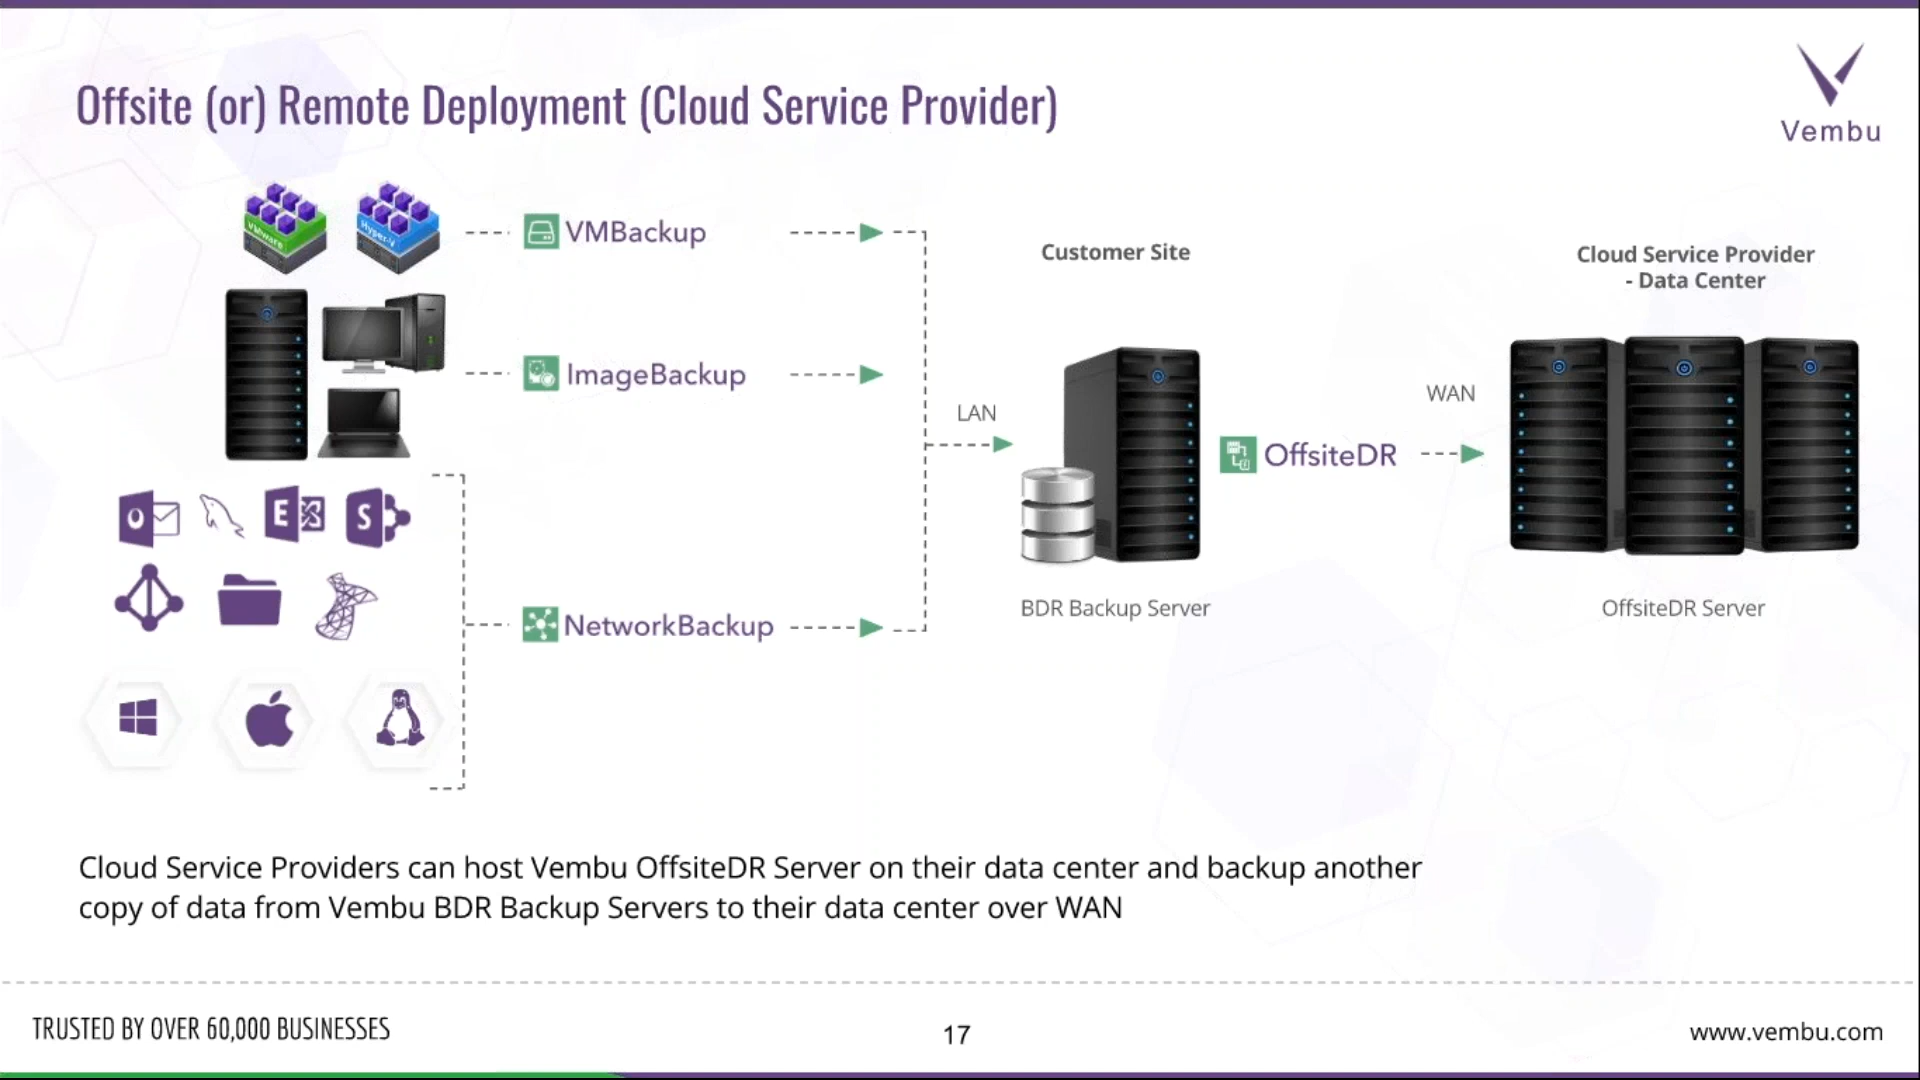 Offsite (or) Remote Deployment (Cloud Service Provider)
Vembu
VMware
Hyper-V
VMBackup
Customer Site
Cloud Service Provider
- Data Center
ImageBackup
LAN
WAN
OffsiteDR
O
E
S
NetworkBackup
BDR Backup Server
OffsiteDR Server
Cloud Service Providers can host Vembu OffsiteDR Server on their data center and backup another
copy of data from Vembu BDR Backup Servers to their data center over WAN
TRUSTED BY OVER 60,000 BUSINESSES
17
www.vembu.com